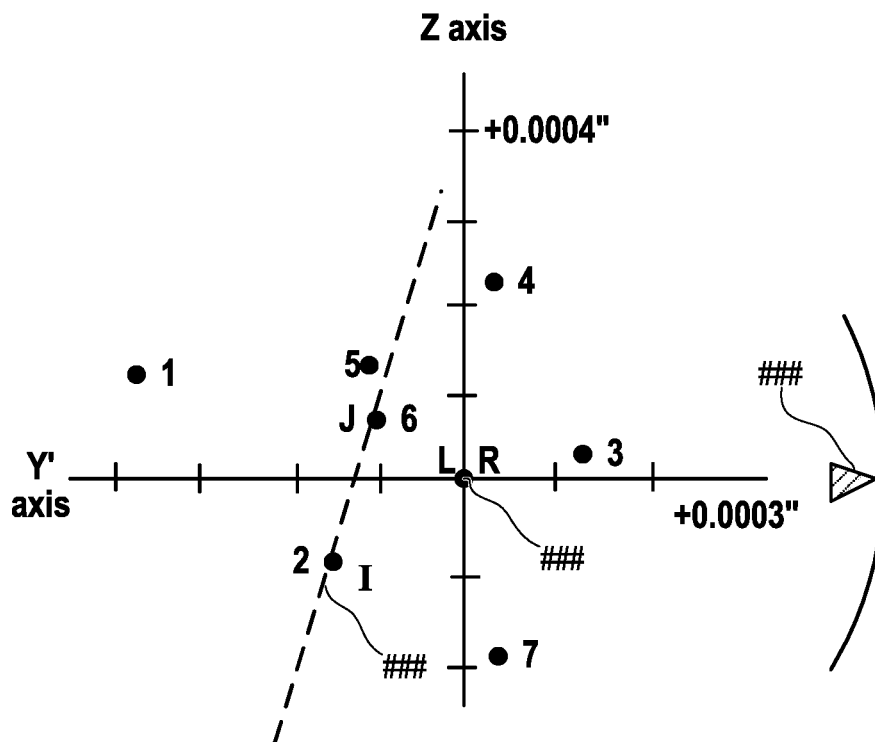 Z axis
+0.0004"
4
###
5
1
J 6
3
L R
Y'
axis
+0.0003"
###
2
I
###
7